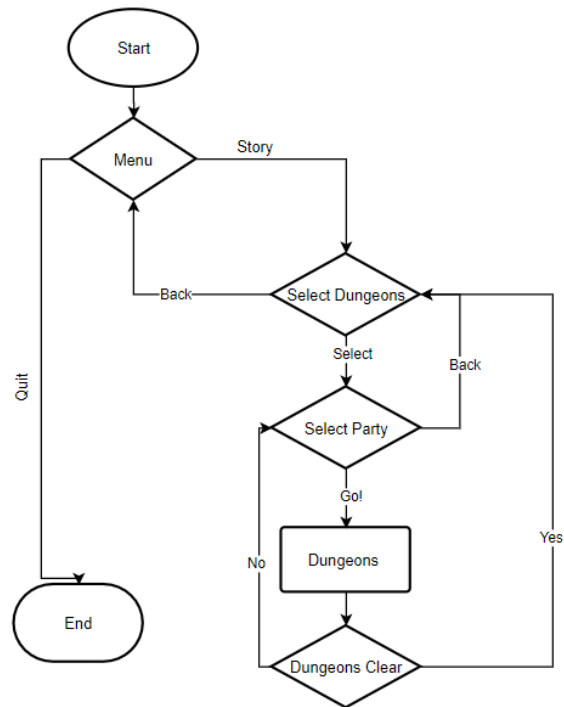 Start
Menu
Story
Back
Select Dungeons
Select
Back
Quit
Select Party
Go!
No
Dungeons
Yes
End
Dungeons Clear